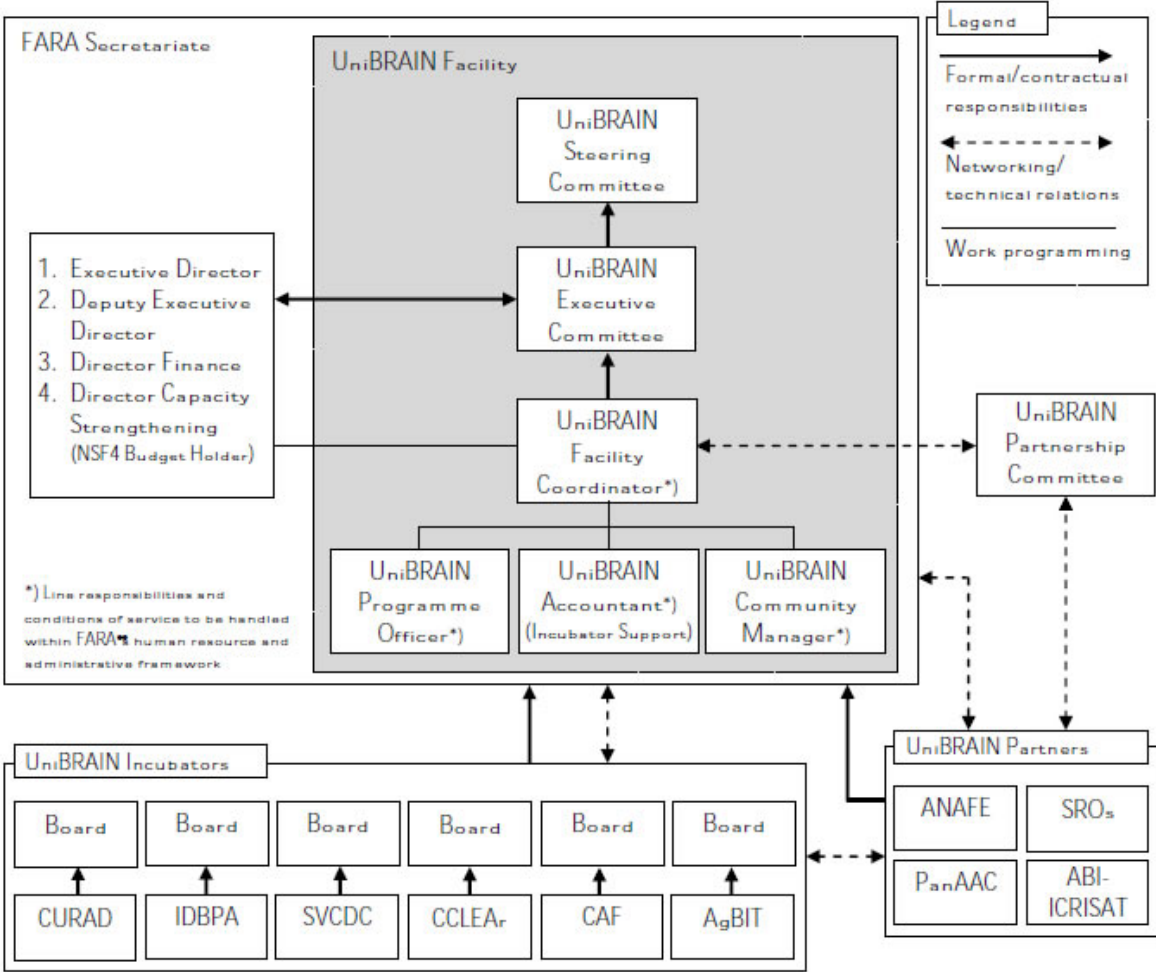 FARA Secretariate
UniBRAIN Facility
UniBRAIN
Steering
Committee
Legend
Formal/contractual
responsibilities
Networking/
technical relations
Work programming
1. Executive Director
2. Deputy Executive
Director
3. Director Finance
4. Director Capacity
Strengthening
(NSF4 Budget Holder)
UniBRAIN
Executive
Committee
UniBRAIN
Facility
Coordinator*)
UniBRAIN
Partnership
Committee
UniBRAIN
Programme
Officer*)
UniBRAIN
Accountant*)
(Incubator Support)
UniBRAIN
Community
Manager*)
*) Line responsibilities and
conditions of service to be handled
within human resource and
administrative framework
UniBRAIN Incubators
Board
Board
Board
Board
Board
Board
CURAD
IDBPA
SVCDC
CCLEAr
CAF
AgBIT
UniBRAIN Partners
ANAFE
SROs
PanAAC
ABI-
ICRISAT